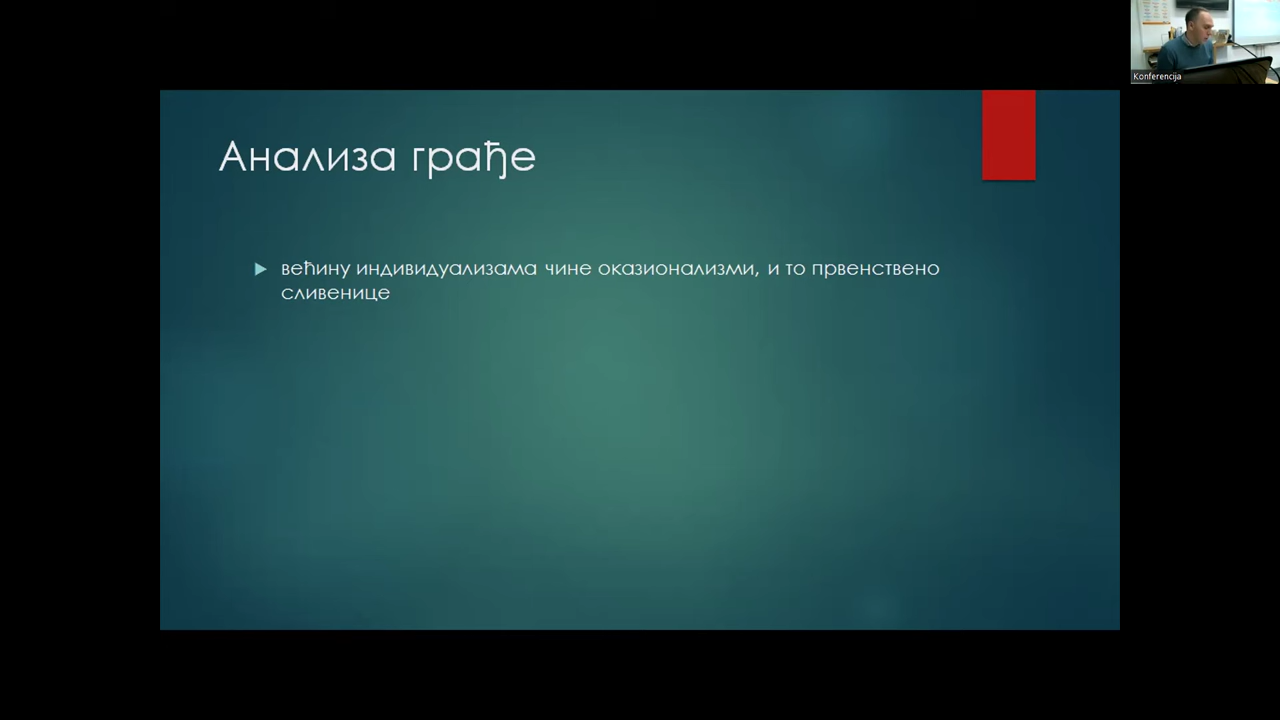 Konferencija
Анализа грађе
већину индивидуализама чине оказионализми, и то првенствено
сливенице